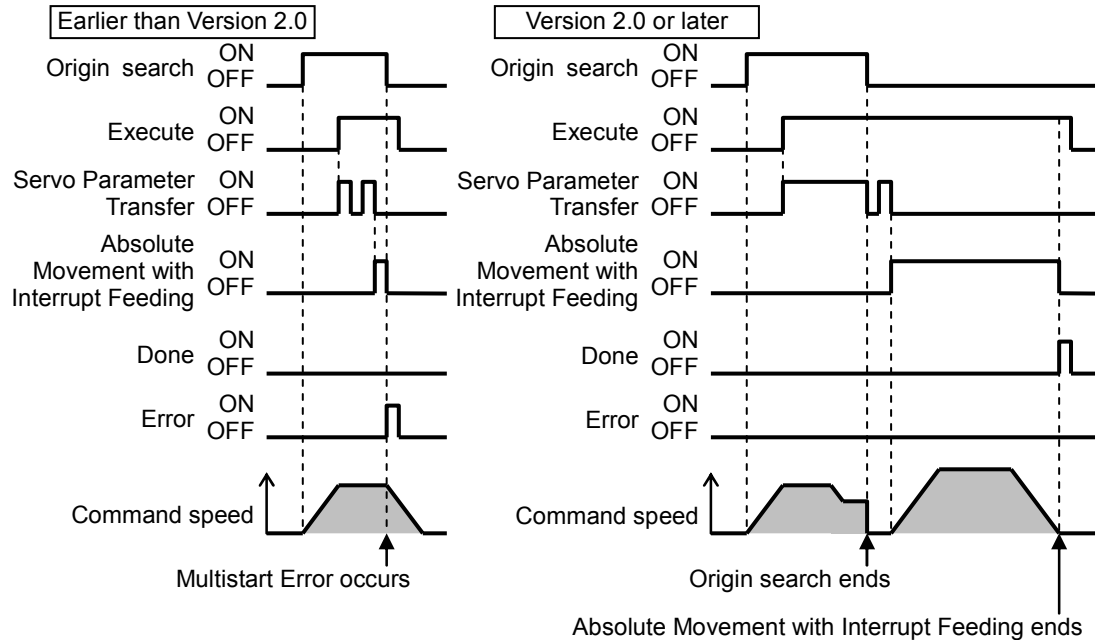 Earlier than Version 2.0
Origin search
ON
OFF
Execute
ON
OFF
Servo Parameter
Transfer
ON
OFF
Absolute
Movement with
Interrupt Feeding
ON
OFF
Done
ON
OFF
Error
ON
OFF
Command speed
Multistart Error occurs
Version 2.0 or later
Origin search
ON
OFF
Execute
ON
OFF
Servo Parameter
Transfer
ON
OFF
Absolute
Movement with
Interrupt Feeding
ON
OFF
Done
ON
OFF
Error
ON
OFF
Command speed
Origin search ends
Absolute Movement with Interrupt Feeding ends